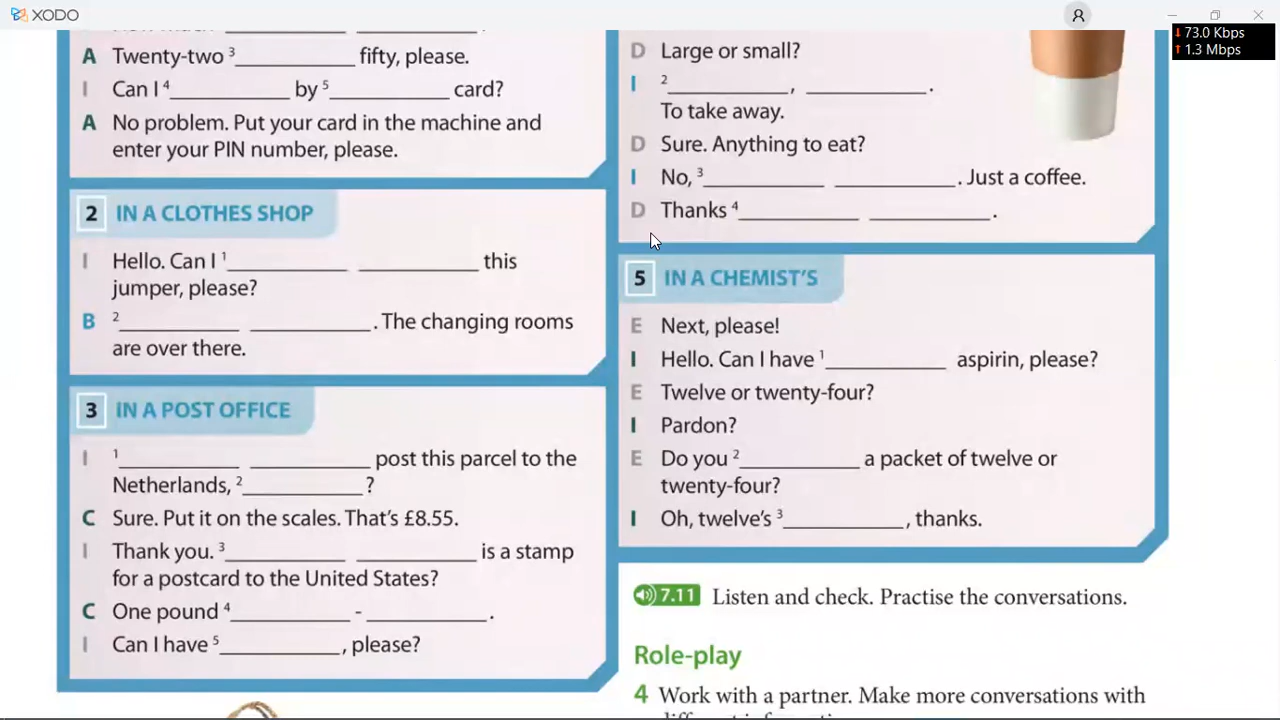 XODO
73.0 Kbps
1.3 Mbps
A Twenty-two ³__________ fifty, please.
I Can I ⁴__________ by ⁵__________ card?
A No problem. Put your card in the machine and
enter your PIN number, please.
2 IN A CLOTHES SHOP
I Hello. Can I ¹__________ __________ this
jumper, please?
B ²__________ __________. The changing rooms
are over there.
3 IN A POST OFFICE
I ¹__________ __________ post this parcel to the
Netherlands, ²__________?
C Sure. Put it on the scales. That's £8.55.
I Thank you. ³__________ __________ is a stamp
for a postcard to the United States?
C One pound ⁴__________ - __________.
I Can I have ⁵__________, please?
D Large or small?
I ²__________, __________.
To take away.
D Sure. Anything to eat?
I No, ³__________ __________. Just a coffee.
D Thanks ⁴__________ __________.
5 IN A CHEMIST'S
E Next, please!
I Hello. Can I have ¹__________ aspirin, please?
E Twelve or twenty-four?
I Pardon?
E Do you ²__________ a packet of twelve or
twenty-four?
I Oh, twelve's ³__________, thanks.
7.11 Listen and check. Practise the conversations.
Role-play
4 Work with a partner. Make more conversations with